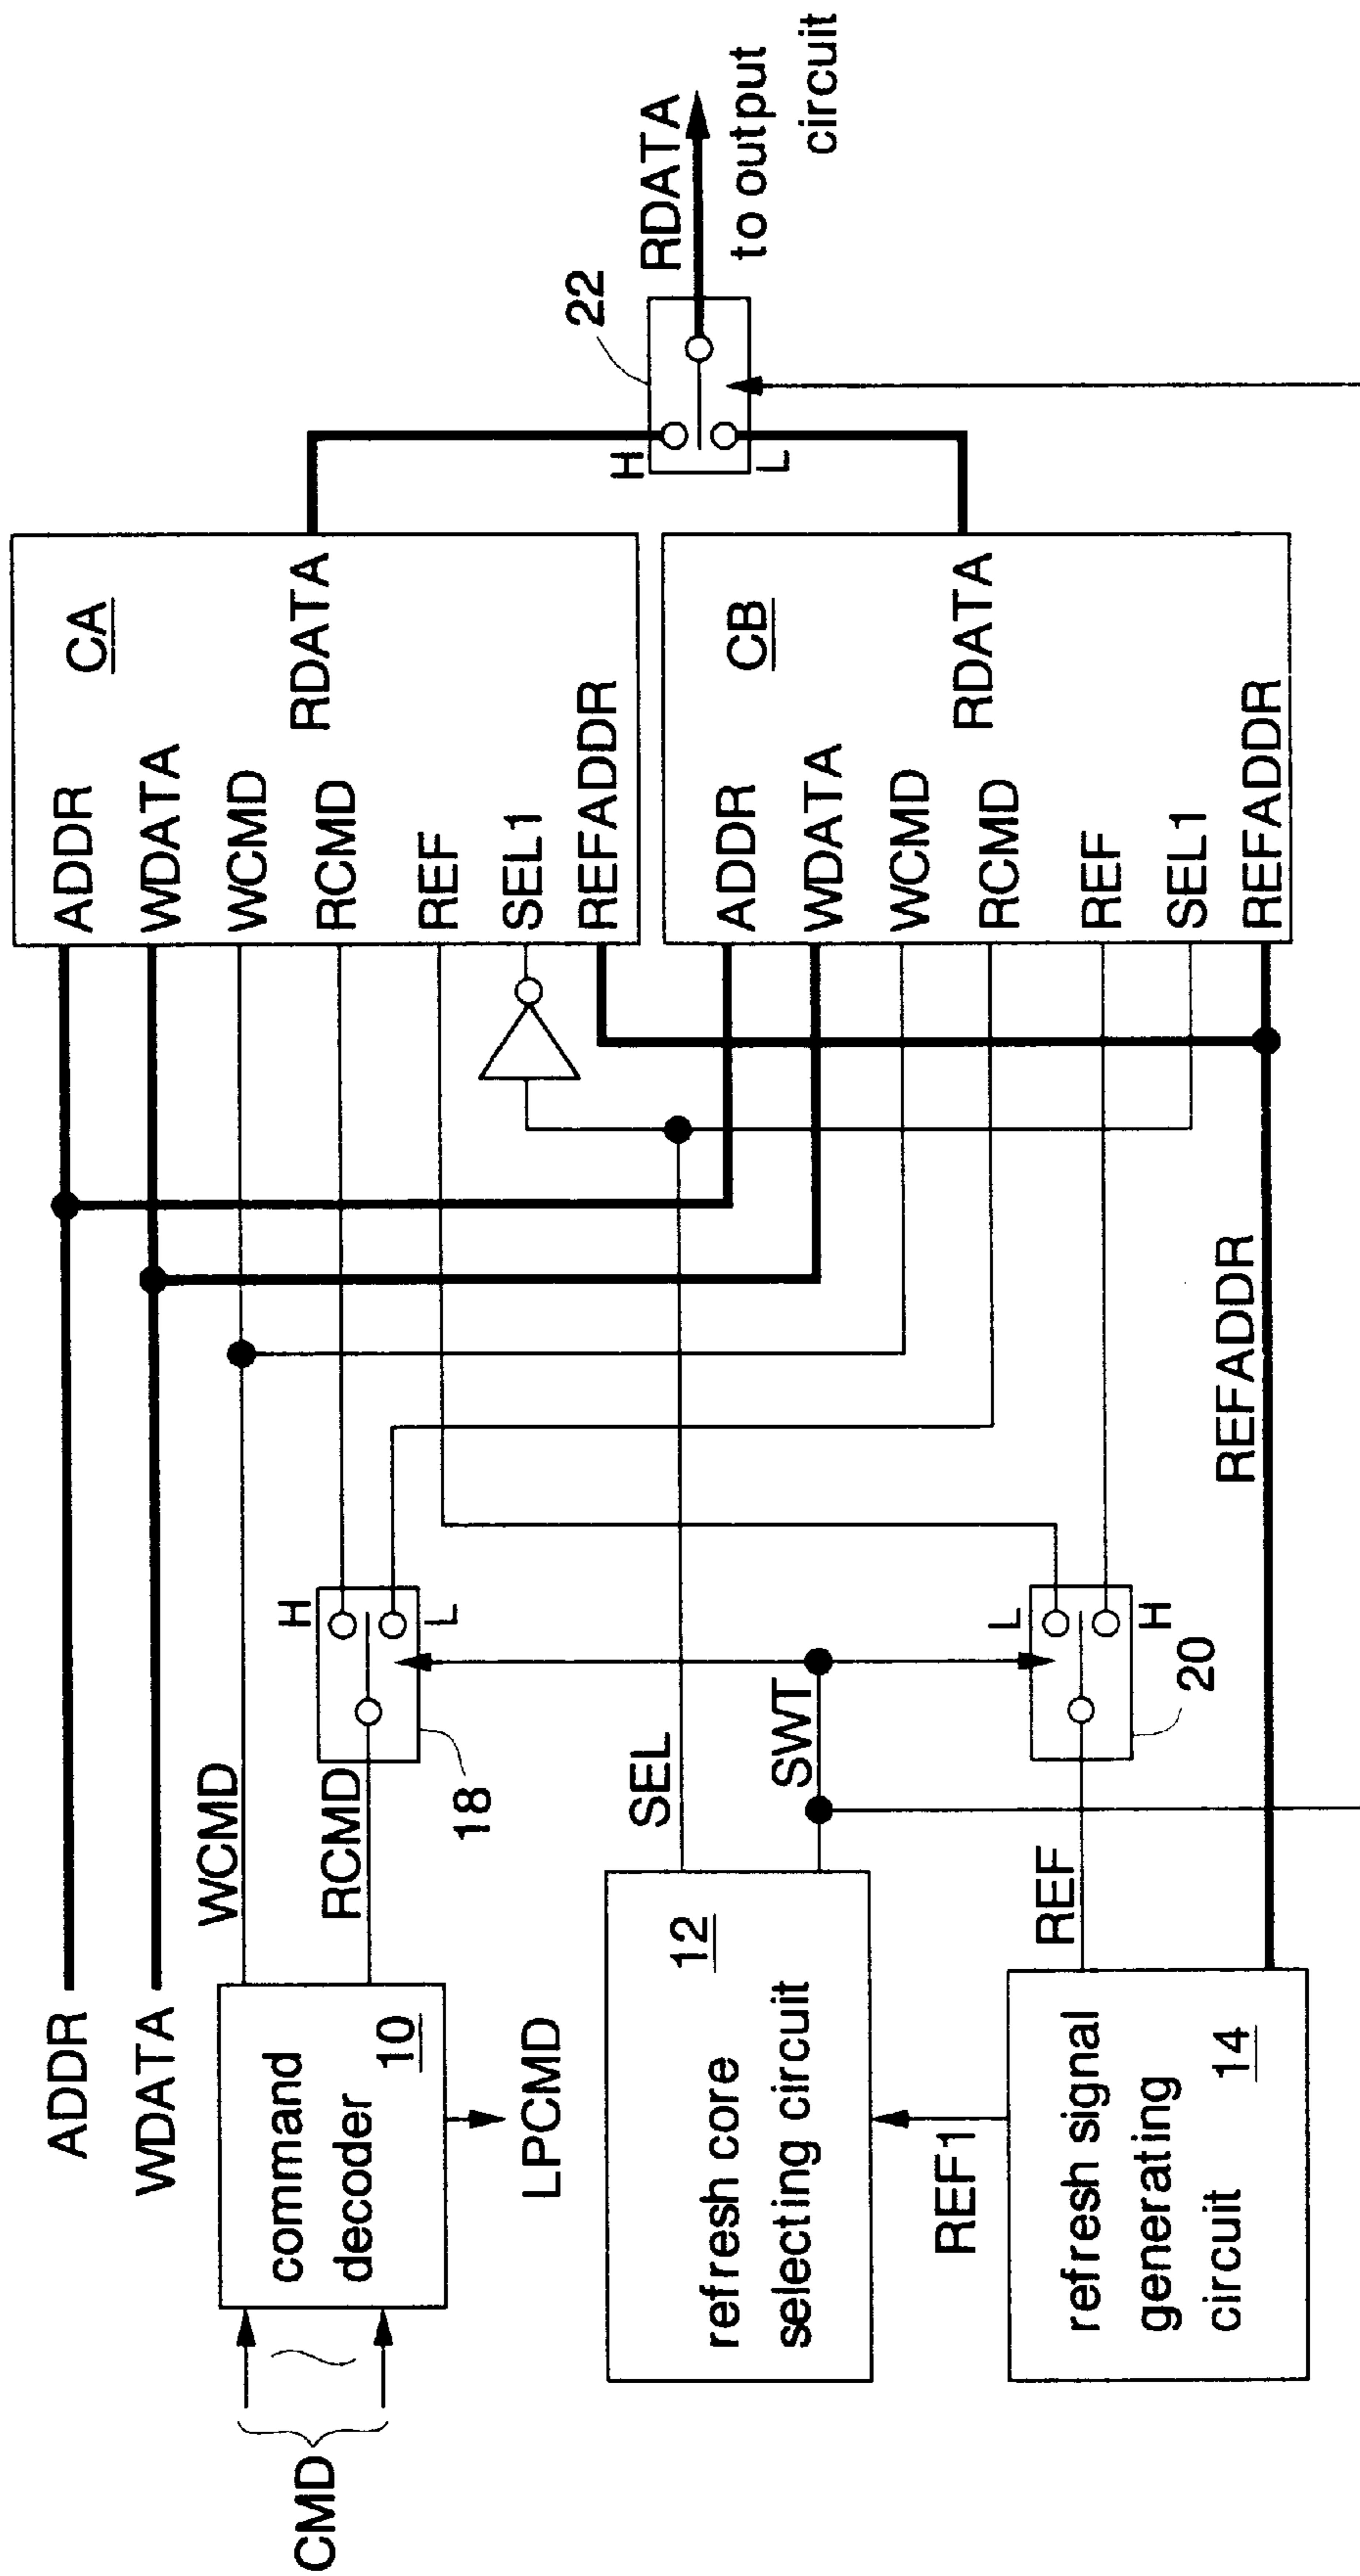 ADDR
WDATA
CMD
command
decoder
10
LPCMD
WCMD
RCMD
18
H
L
refresh core
selecting circuit
12
SEL
SWT
REF1
refresh signal
generating
circuit
14
REF
20
L
H
REFADDR
CA
ADDR
WDATA
WCMD
RCMD
REF
SEL1
REFADDR
RDATA
CB
ADDR
WDATA
WCMD
RCMD
REF
SEL1
REFADDR
RDATA
22
H
L
RDATA
to output
circuit